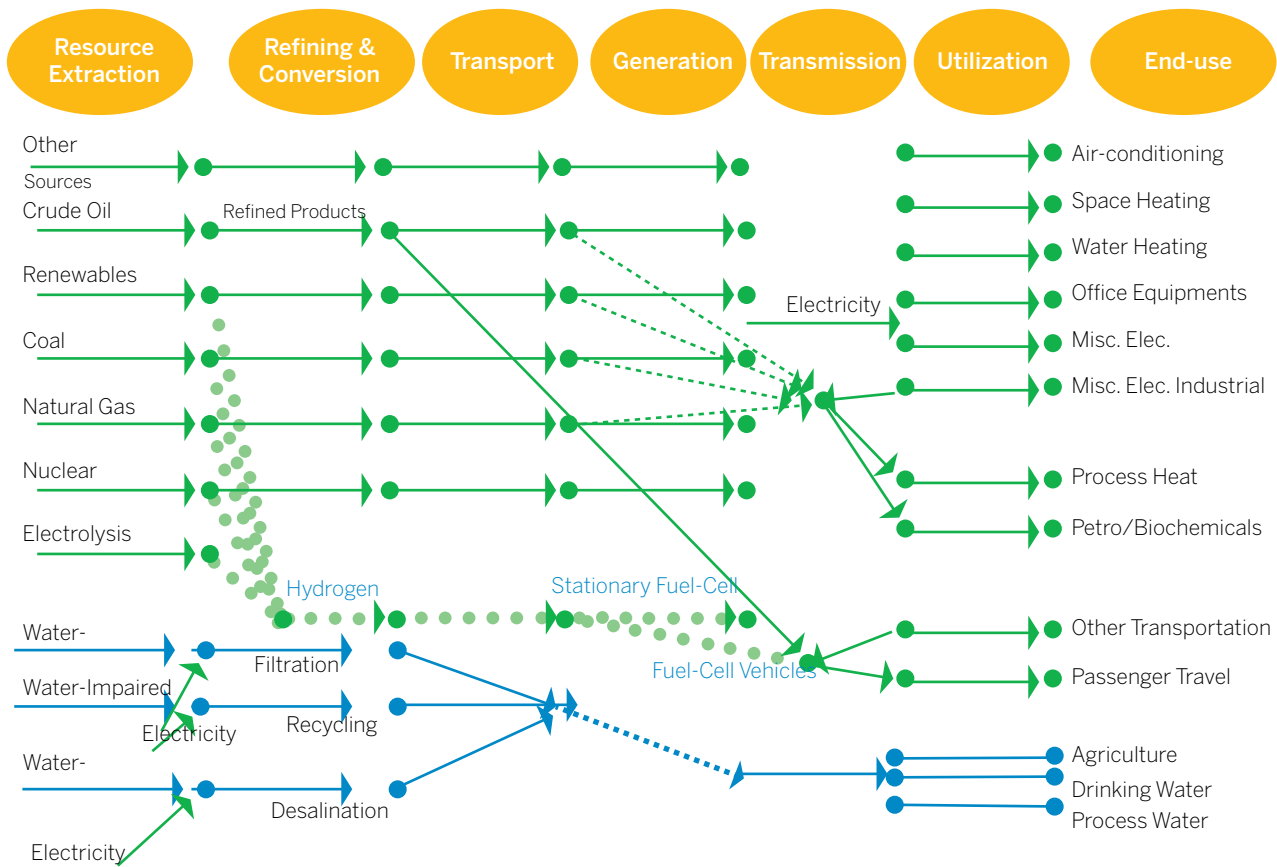 Resource
Extraction
Refining &
Conversion
Transport
Generation
Transmission
Utilization
End-use
Other
Sources
Crude Oil
Refined Products
Renewables
Coal
Natural Gas
Nuclear
Electrolysis
Hydrogen
Stationary Fuel-Cell
Fuel-Cell Vehicles
Electricity
Air-conditioning
Space Heating
Water Heating
Office Equipments
Misc. Elec.
Misc. Elec. Industrial
Process Heat
Petro/Biochemicals
Other Transportation
Passenger Travel
Water-
Filtration
Water-Impaired
Electricity
Recycling
Water-
Desalination
Electricity
Agriculture
Drinking Water
Process Water